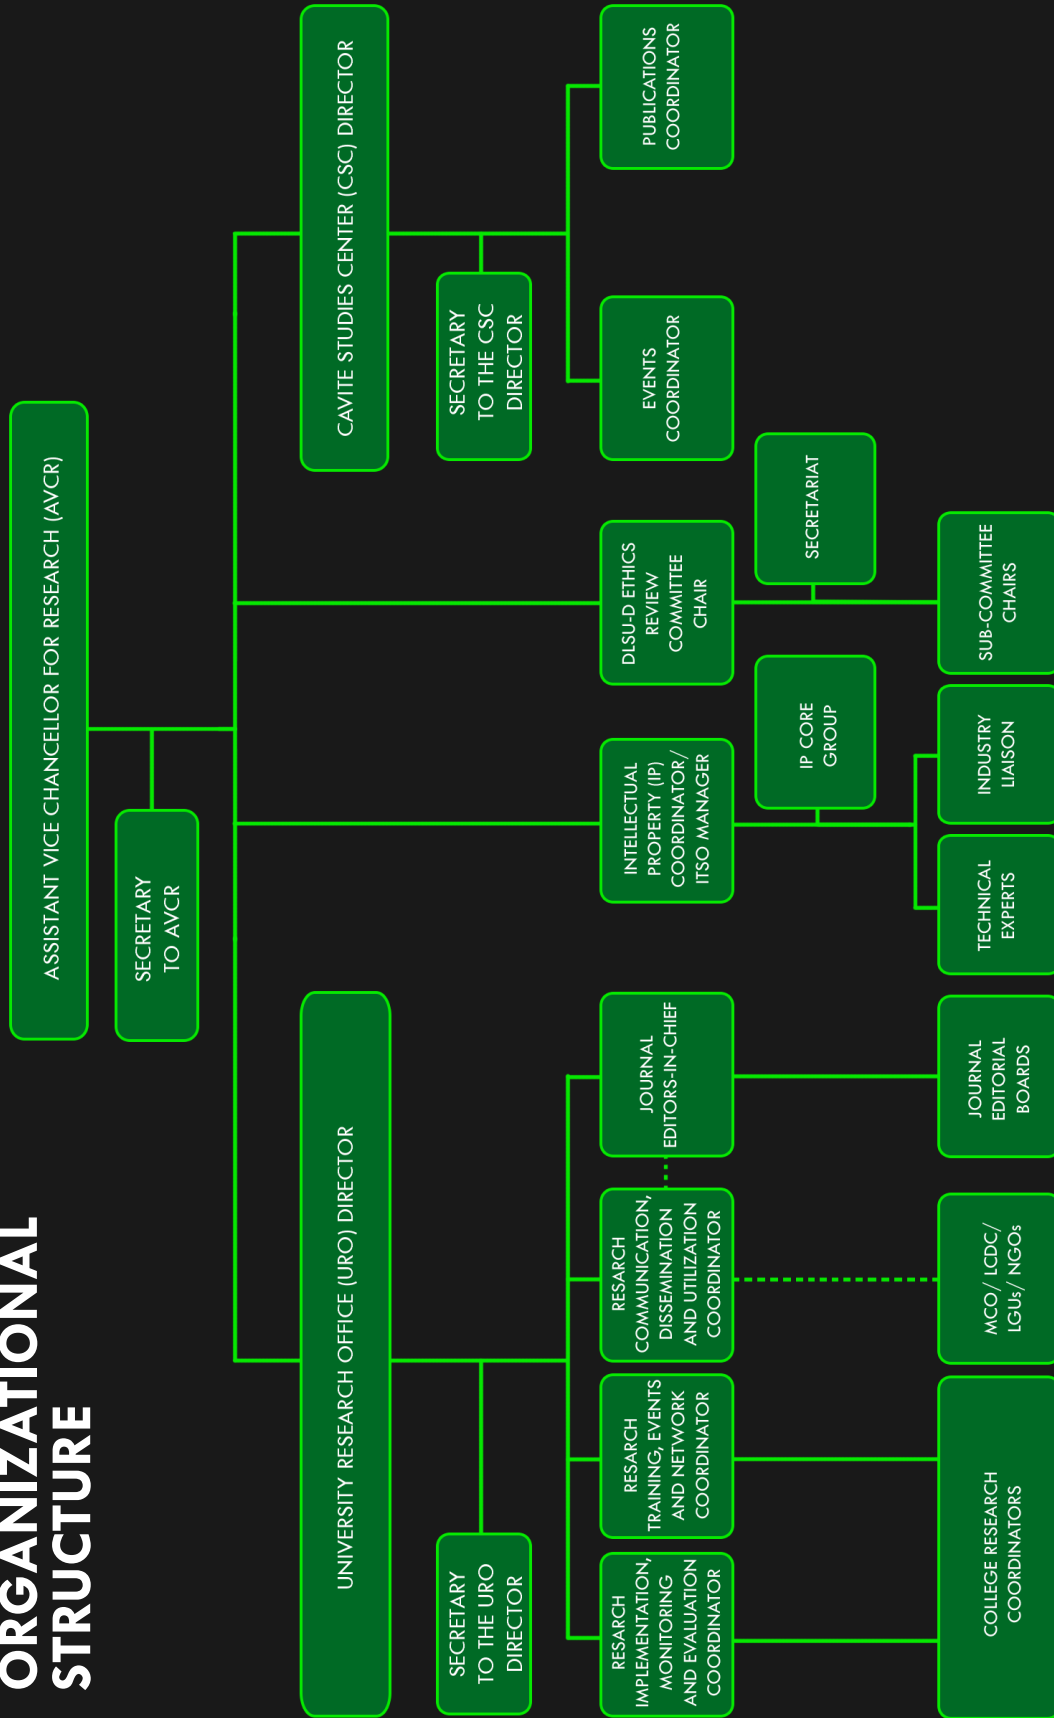 ORGANIZATIONAL
STRUCTURE
ASSISTANT VICE CHANCELLOR FOR RESEARCH (AVCR)
SECRETARY
TO AVCR
UNIVERSITY RESEARCH OFFICE (URO) DIRECTOR
CAVITE STUDIES CENTER (CSC) DIRECTOR
SECRETARY
TO THE URO
DIRECTOR
SECRETARY
TO THE CSC
DIRECTOR
RESARCH
IMPLEMENTATION,
MONITORING
AND EVALUATION
COORDINATOR
RESARCH
TRAINING, EVENTS
AND NETWORK
COORDINATOR
RESARCH
COMMUNICATION,
DISSEMINATION
AND UTILIZATION
COORDINATOR
JOURNAL
EDITORS-IN-CHIEF
INTELLECTUAL
PROPERTY (IP)
COORDINATOR/
ITSO MANAGER
DLSU-D ETHICS
REVIEW
COMMITTEE
CHAIR
EVENTS
COORDINATOR
PUBLICATIONS
COORDINATOR
IP CORE
GROUP
SECRETARIAT
COLLEGE RESEARCH
COORDINATORS
MCO/ LCDC/
LGUs/ NGOs
JOURNAL
EDITORIAL
BOARDS
TECHNICAL
EXPERTS
INDUSTRY
LIAISON
SUB-COMMITTEE
CHAIRS